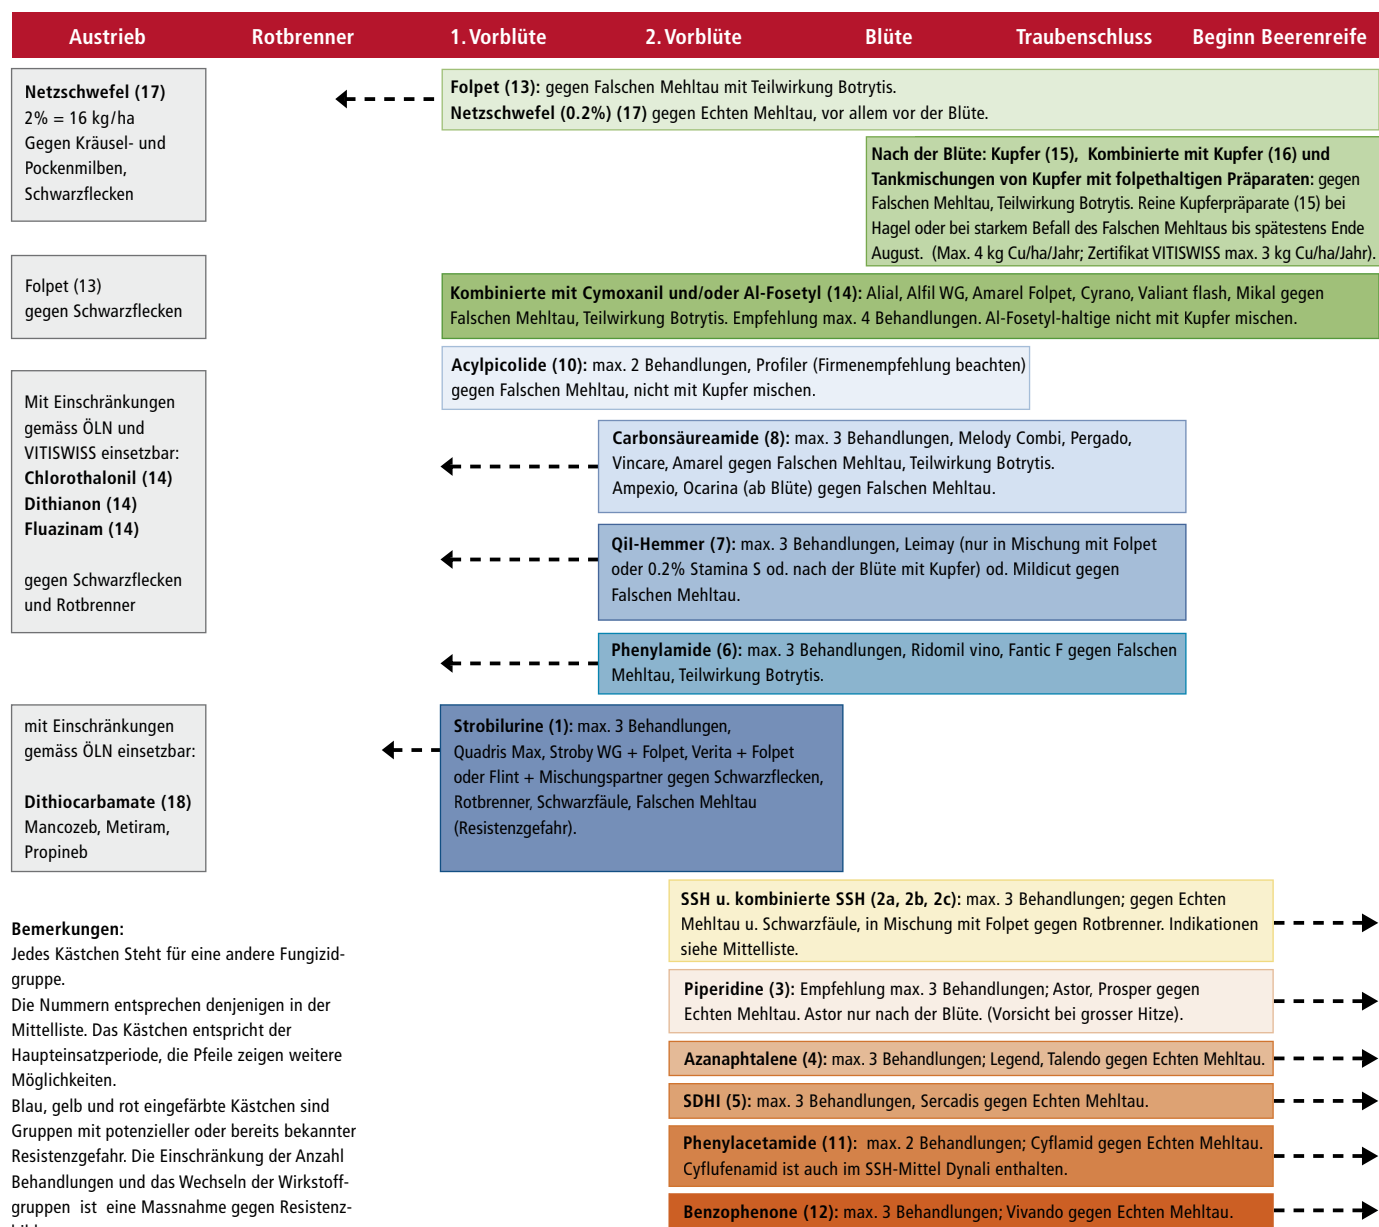 Austrieb Rotbrenner 1. Vorblüte 2. Vorblüte Blüte Traubenschluss Beginn Beerenreife
Netzschwefel (17)
2% = 16 kg/ha
Gegen Kräusel- und
Pockenmilben,
Schwarzflecken
Folpet (13): gegen Falschen Mehltau mit Teilwirkung Botrytis.
Netzschwefel (0.2%) (17) gegen Echten Mehltau, vor allem vor der Blüte.
Nach der Blüte: Kupfer (15), Kombinierte mit Kupfer (16) und
Tankmischungen von Kupfer mit folpethaltigen Präparaten: gegen
Falschen Mehltau, Teilwirkung Botrytis. Reine Kupferpräparate (15) bei
Hagel oder bei starkem Befall des Falschen Mehltaus bis spätestens Ende
August. (Max. 4 kg Cu/ha/Jahr; Zertifikat VITISWISS max. 3 kg Cu/ha/Jahr).
Folpet (13)
gegen Schwarzflecken
Kombinierte mit Cymoxanil und/oder Al-Fosetyl (14): Alial, Alfil WG, Amarel Folpet, Cyrano, Valiant flash, Mikal gegen
Falschen Mehltau, Teilwirkung Botrytis. Empfehlung max. 4 Behandlungen. Al-Fosetyl-haltige nicht mit Kupfer mischen.
Acylpicolide (10): max. 2 Behandlungen, Profiler (Firmenempfehlung beachten)
gegen Falschen Mehltau, nicht mit Kupfer mischen.
Mit Einschränkungen
gemäss ÖLN und
VITISWISS einsetzbar:
Chlorothalonil (14)
Dithianon (14)
Fluazinam (14)
gegen Schwarzflecken
und Rotbrenner
Carbonsäureamide (8): max. 3 Behandlungen, Melody Combi, Pergado,
Vincare, Amarel gegen Falschen Mehltau, Teilwirkung Botrytis.
Ampexio, Ocarina (ab Blüte) gegen Falschen Mehltau.
QiI-Hemmer (7): max. 3 Behandlungen, Leimay (nur in Mischung mit Folpet
oder 0.2% Stamina S od. nach der Blüte mit Kupfer) od. Mildicut gegen
Falschen Mehltau.
Phenylamide (6): max. 3 Behandlungen, Ridomil vino, Fantic F gegen Falschen
Mehltau, Teilwirkung Botrytis.
mit Einschränkungen
gemäss ÖLN einsetzbar:
Dithiocarbamate (18)
Mancozeb, Metiram,
Propineb
Strobilurine (1): max. 3 Behandlungen,
Quadris Max, Stroby WG + Folpet, Verita + Folpet
oder Flint + Mischungspartner gegen Schwarzflecken,
Rotbrenner, Schwarzfäule, Falschen Mehltau
(Resistenzgefahr).
SSH u. kombinierte SSH (2a, 2b, 2c): max. 3 Behandlungen; gegen Echten
Mehltau u. Schwarzfäule, in Mischung mit Folpet gegen Rotbrenner. Indikationen
siehe Mittelliste.
Piperidine (3): Empfehlung max. 3 Behandlungen; Astor, Prosper gegen
Echten Mehltau. Astor nur nach der Blüte. (Vorsicht bei grosser Hitze).
Azanaphtalene (4): max. 3 Behandlungen; Legend, Talendo gegen Echten Mehltau.
SDHI (5): max. 3 Behandlungen, Sercadis gegen Echten Mehltau.
Phenylacetamide (11): max. 2 Behandlungen; Cyflamid gegen Echten Mehltau.
Cyflufenamid ist auch im SSH-Mittel Dynali enthalten.
Benzophenone (12): max. 3 Behandlungen; Vivando gegen Echten Mehltau.
Bemerkungen:
Jedes Kästchen Steht für eine andere Fungizid-
gruppe.
Die Nummern entsprechen denjenigen in der
Mittelliste. Das Kästchen entspricht der
Haupteinsatzperiode, die Pfeile zeigen weitere
Möglichkeiten.
Blau, gelb und rot eingefärbte Kästchen sind
Gruppen mit potenzieller oder bereits bekannter
Resistenzgefahr. Die Einschränkung der Anzahl
Behandlungen und das Wechseln der Wirkstoff-
gruppen ist eine Massnahme gegen Resistenz-